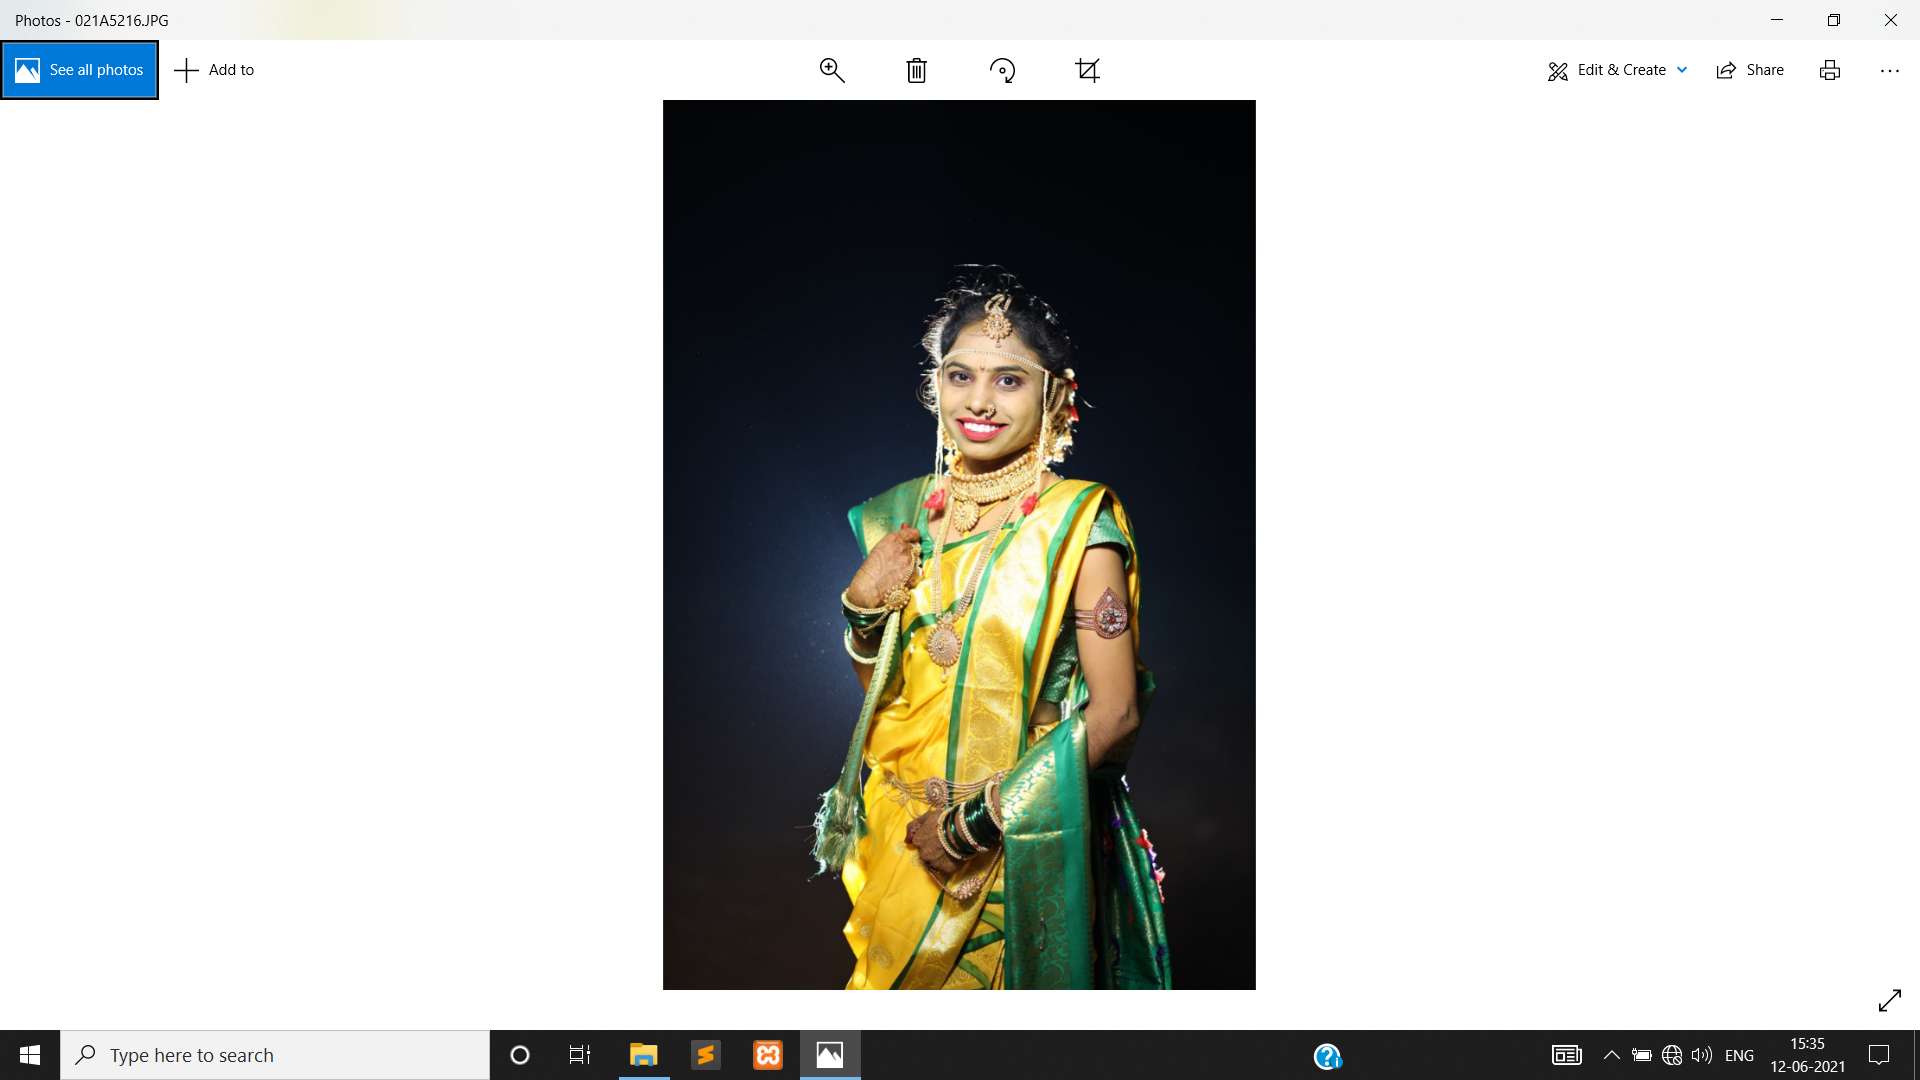 Photos - 021A5216.JPG
See all photos
Add to
Edit & Create
Share
Type here to search
ENG
15:35
12-06-2021